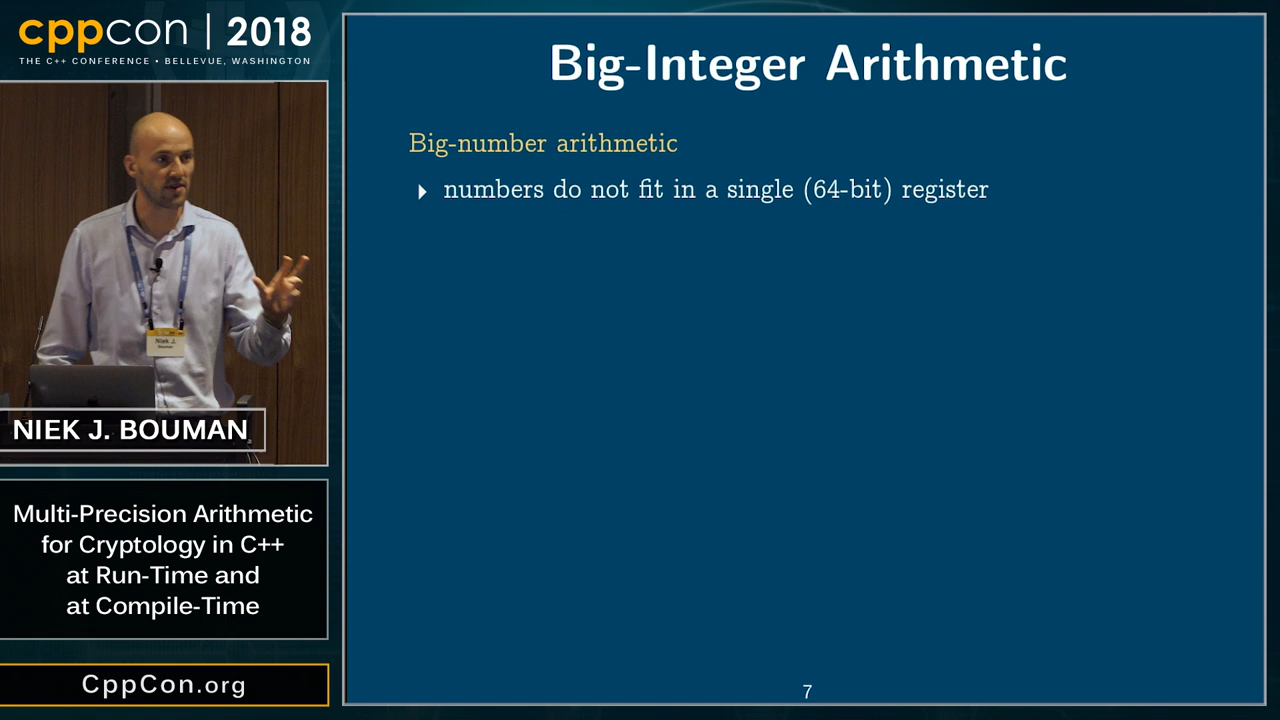 cppcon | 2018
THE C++ CONFERENCE • BELLEVUE, WASHINGTON
Niek J.
Bouman
NIEK J. BOUMAN
Multi-Precision Arithmetic
for Cryptology in C++
at Run-Time and
at Compile-Time
CppCon.org
Big-Integer Arithmetic
Big-number arithmetic
▸ numbers do not fit in a single (64-bit) register
7